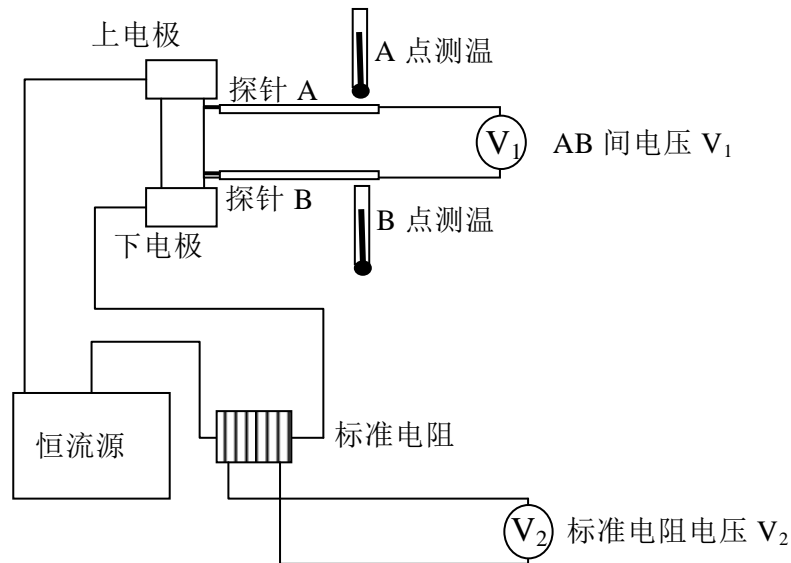 上电极
A 点测温
探针 A
V₁
AB 间电压 V₁
探针 B
B 点测温
下电极
恒流源
标准电阻
V₂
标准电阻电压 V₂